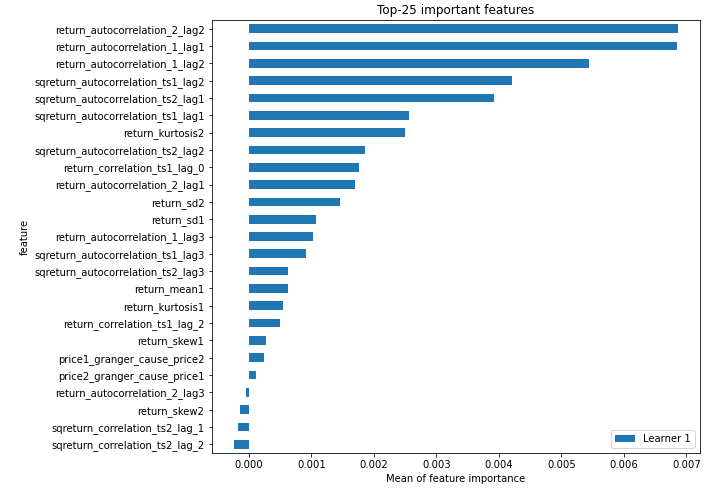 Top-25 important features
return_autocorrelation_2_lag2
return_autocorrelation_1_lag1
return_autocorrelation_1_lag2
sqreturn_autocorrelation_ts1_lag2
sqreturn_autocorrelation_ts2_lag1
sqreturn_autocorrelation_ts1_lag1
return_kurtosis2
sqreturn_autocorrelation_ts2_lag2
return_correlation_ts1_lag_0
return_autocorrelation_2_lag1
return_sd2
return_sd1
return_autocorrelation_1_lag3
sqreturn_autocorrelation_ts1_lag3
sqreturn_autocorrelation_ts2_lag3
return_mean1
return_kurtosis1
return_correlation_ts1_lag_2
return_skew1
price1_granger_cause_price2
price2_granger_cause_price1
return_autocorrelation_2_lag3
return_skew2
sqreturn_correlation_ts2_lag_1
sqreturn_correlation_ts2_lag_2
feature
Learner 1
0.000 0.001 0.002 0.003 0.004 0.005 0.006 0.007
Mean of feature importance